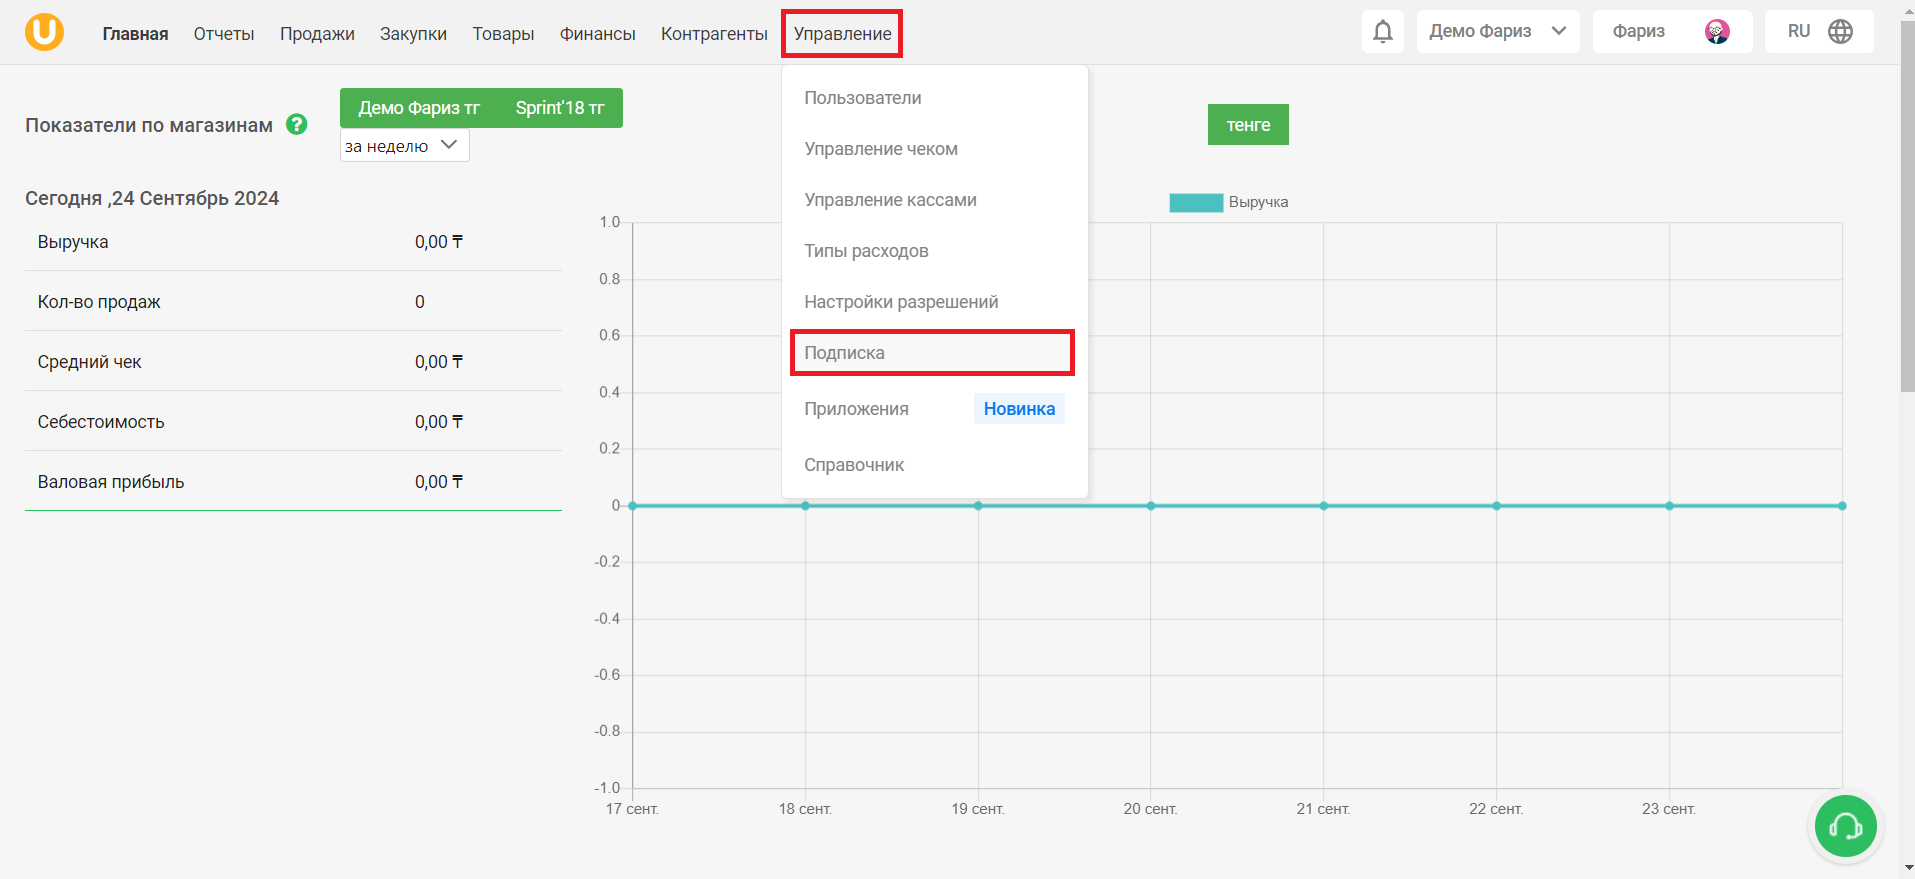 U
Главная Отчеты Продажи Закупки Товары Финансы Контрагенты Управление Демо Фариз Фариз RU
Пользователи
Управление чеком
Управление кассами
Типы расходов
Настройки разрешений
Подписка
Приложения Новинка
Справочник
Показатели по магазинам ?
Демо Фариз тг Sprint'18 тг
за неделю
тенге
Сегодня ,24 Сентябрь 2024
Выручка 0,00 ₸
Кол-во продаж 0
Средний чек 0,00 ₸
Себестоимость 0,00 ₸
Валовая прибыль 0,00 ₸
Выручка
1.0
0.8
0.6
0.4
0.2
0
-0.2
-0.4
-0.6
-0.8
-1.0
17 сент. 18 сент. 19 сент. 20 сент. 21 сент. 22 сент. 23 сент.